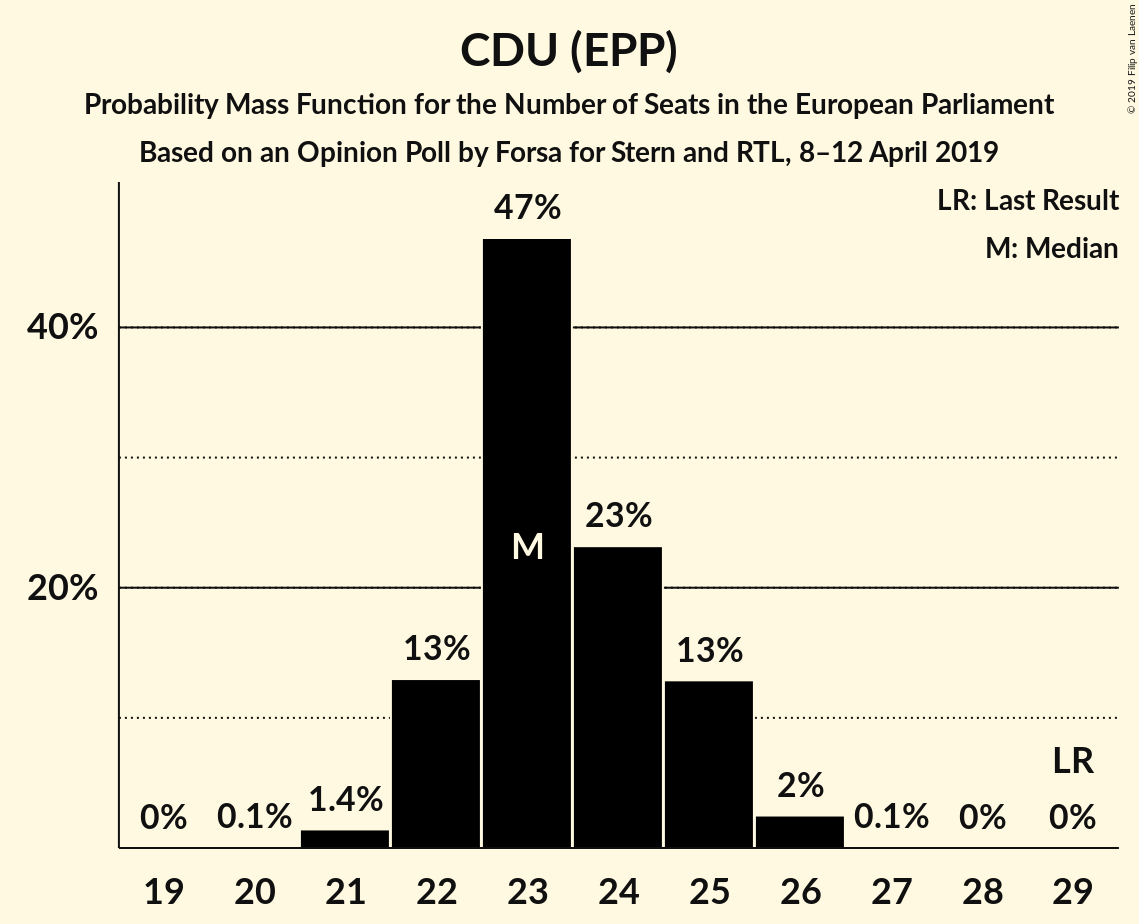 CDU (EPP)
Probability Mass Function for the Number of Seats in the European Parliament
Based on an Opinion Poll by Forsa for Stern and RTL, 8–12 April 2019
© 2019 Filip van Laenen
LR: Last Result
M: Median
47%
40%
23%
M
20%
13%
13%
LR
2%
1.4%
0%
0.1%
0.1%
0%
0%
19 20 21 22 23 24 25 26 27 28 29